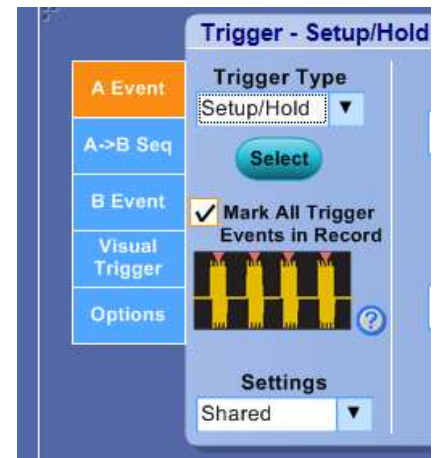 Trigger - Setup/Hold
A Event
A->B Seq
B Event
Visual
Trigger
Options
Trigger Type
Setup/Hold
Select
Mark All Trigger
Events in Record
?
Settings
Shared